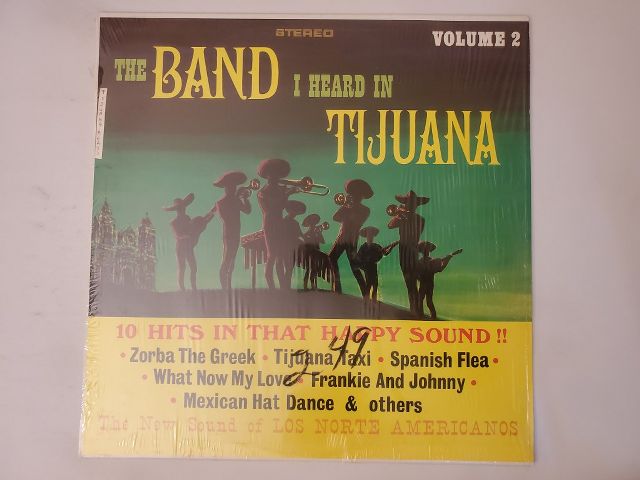 STEREO
VOLUME 2
THE BAND I HEARD IN
TIJUANA
10 HITS IN THAT HAPPY SOUND !!
• Zorba The Greek • Tijuana Taxi • Spanish Flea •
• What Now My Love • Frankie And Johnny •
• Mexican Hat Dance & others
2.49
The New Sound of LOS NORTE AMERICANOS